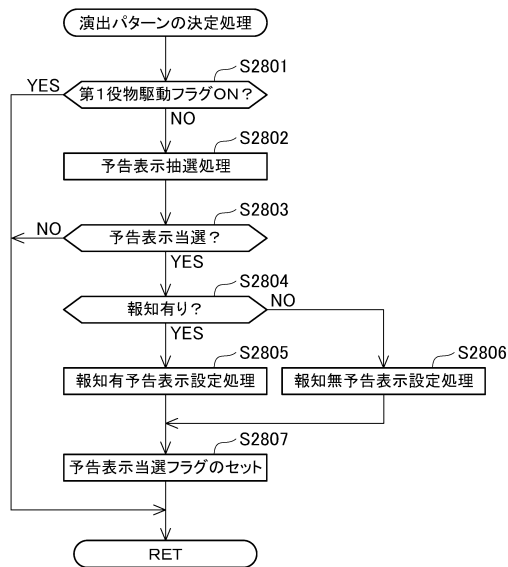 演出パターンの決定処理
S2801
YES
第1役物駆動フラグON?
NO
S2802
予告表示抽選処理
S2803
NO
予告表示当選?
YES
S2804
報知有り?
NO
YES
S2805
S2806
報知有予告表示設定処理
報知無予告表示設定処理
S2807
予告表示当選フラグのセット
RET